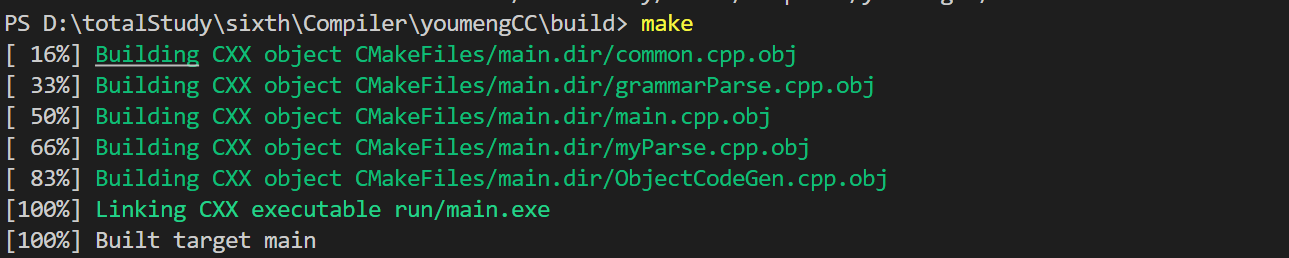 PS D:\totalStudy\sixth\Compiler\youmengCC\build> make
[ 16%] Building CXX object CMakeFiles/main.dir/common.cpp.obj
[ 33%] Building CXX object CMakeFiles/main.dir/grammarParse.cpp.obj
[ 50%] Building CXX object CMakeFiles/main.dir/main.cpp.obj
[ 66%] Building CXX object CMakeFiles/main.dir/myParse.cpp.obj
[ 83%] Building CXX object CMakeFiles/main.dir/ObjectCodeGen.cpp.obj
[100%] Linking CXX executable run/main.exe
[100%] Built target main